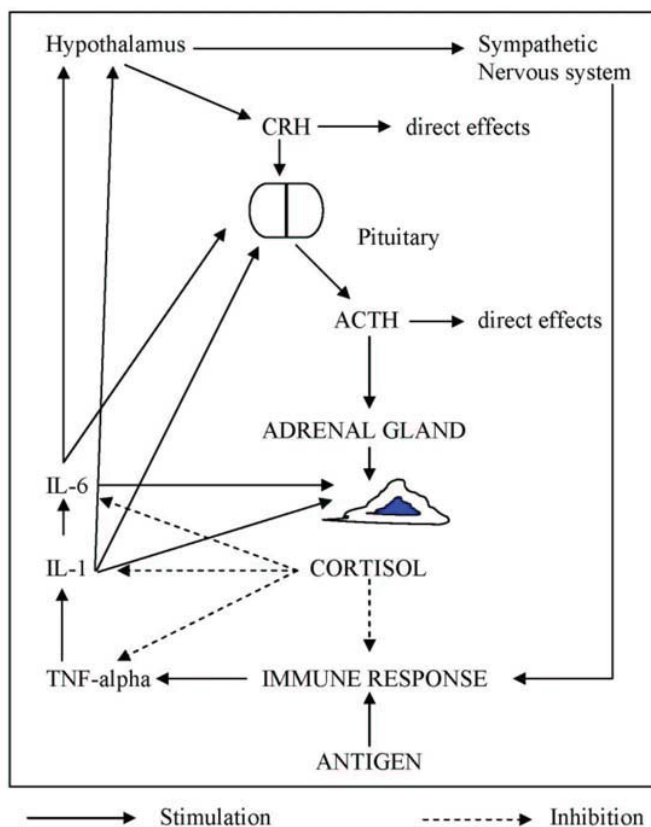 Hypothalamus
Sympathetic
Nervous system
CRH
direct effects
Pituitary
ACTH
direct effects
ADRENAL GLAND
IL-6
IL-1
CORTISOL
TNF-alpha
IMMUNE RESPONSE
ANTIGEN
Stimulation
Inhibition